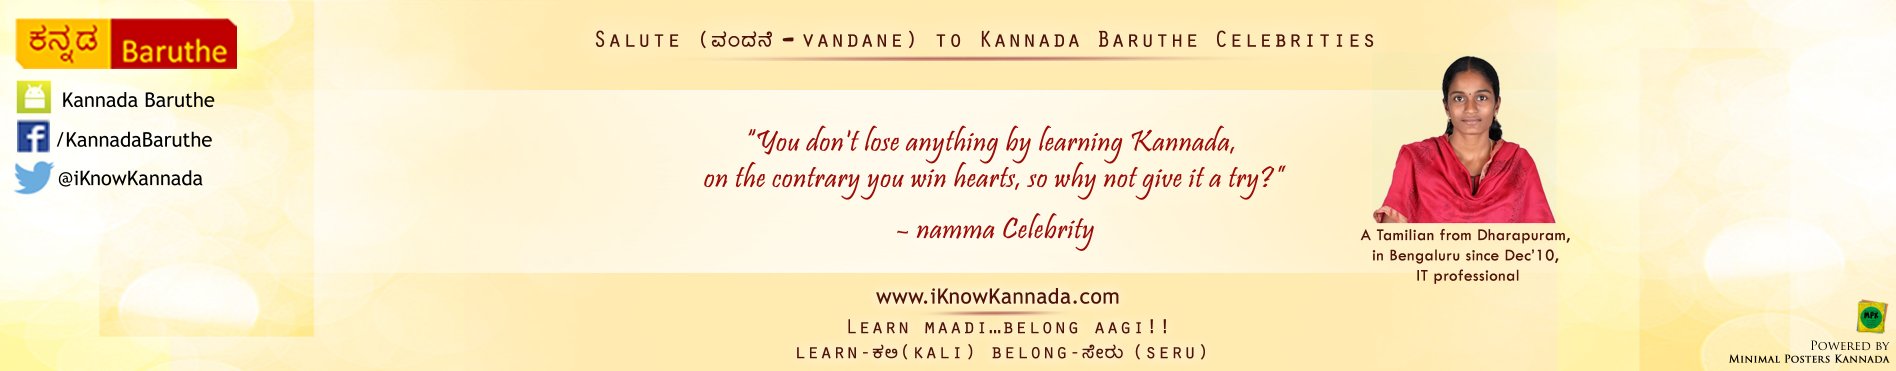 ಕನ್ನಡ Baruthe
Kannada Baruthe
/KannadaBaruthe
@iKnowKannada
Salute (ವಂದನೆ - vandane) to Kannada Baruthe Celebrities
"You don't lose anything by learning Kannada,
on the contrary you win hearts, so why not give it a try?"
~ namma Celebrity
A Tamilian from Dharapuram,
in Bengaluru since Dec'10,
IT professional
www.iKnowKannada.com
Learn maadi...belong aagi!!
learn-ಕಲಿ(kali) belong-ಸೇರು (seru)
MPK
Powered by
Minimal Posters Kannada